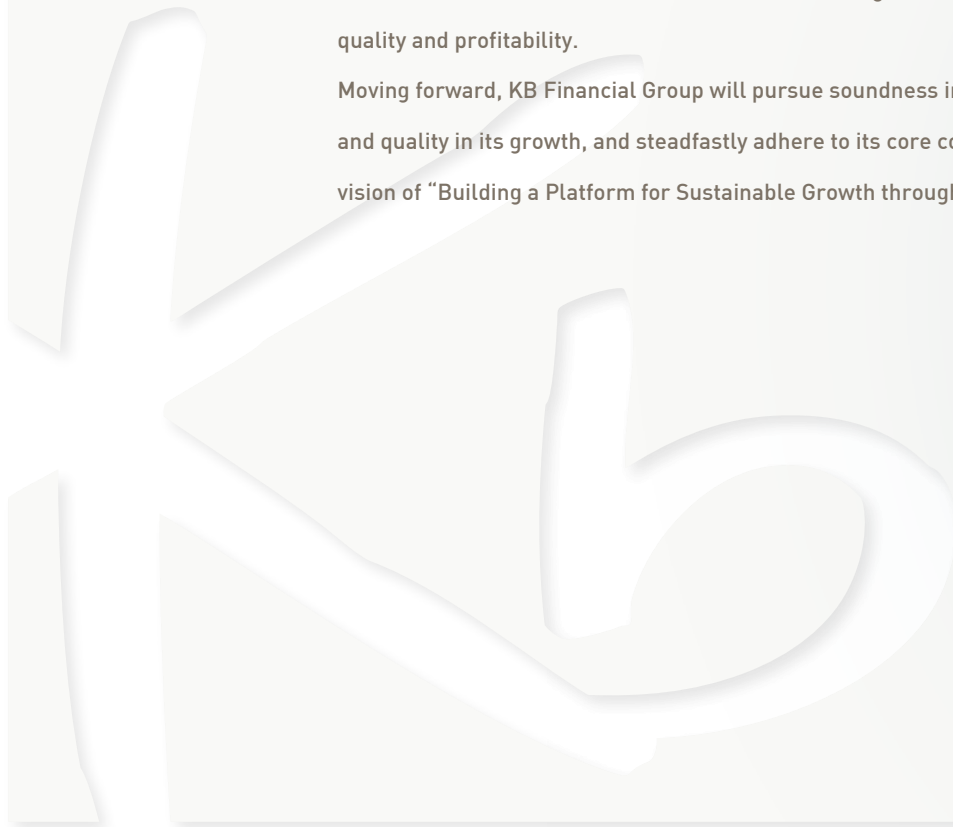 quality and profitability.
Moving forward, KB Financial Group will pursue soundness
and quality in its growth, and steadfastly adhere to its core
vision of “Building a Platform for Sustainable Growth
Kb